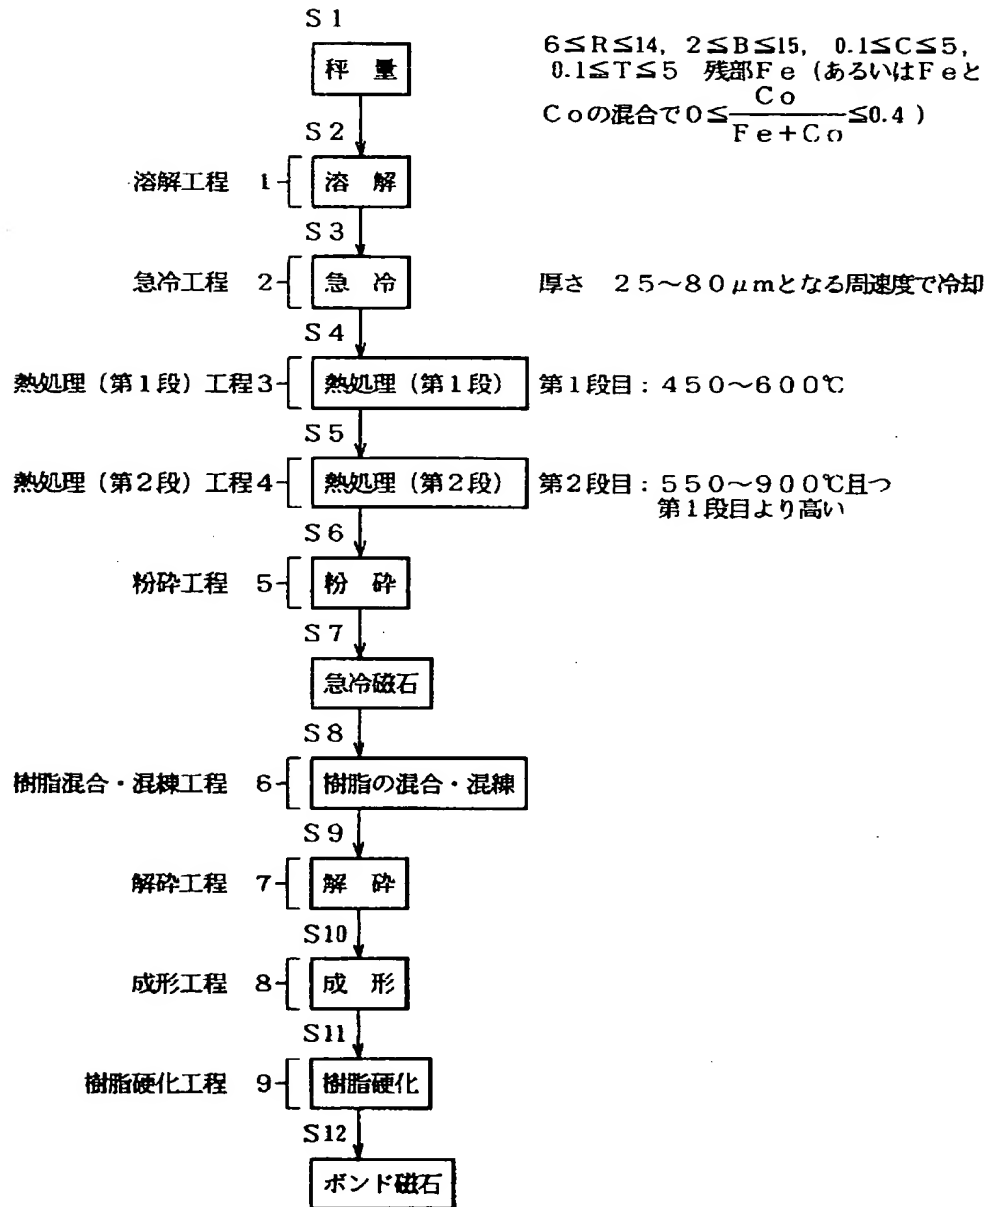 S1
秤 量
6≦R≦14, 2≦B≦15, 0.1≦C≦5,
0.1≦T≦5 残部Fe(あるいはFeと
Coの混合で0≦Co/Fe+Co≦0.4)
S2
溶解工程 1
溶 解
S3
急冷工程 2
急 冷
厚さ 25~80μmとなる周速度で冷却
S4
熱処理(第1段)工程3
熱処理(第1段)
第1段目:450~600℃
S5
熱処理(第2段)工程4
熱処理(第2段)
第2段目:550~900℃且つ
第1段目より高い
S6
粉砕工程 5
粉 砕
S7
急冷磁石
S8
樹脂混合・混練工程 6
樹脂の混合・混練
S9
解砕工程 7
解 砕
S10
成形工程 8
成 形
S11
樹脂硬化工程 9
樹脂硬化
S12
ボンド磁石